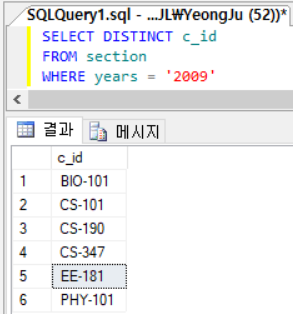 SQLQuery1.sql - ...JL₩YeongJu (52))*
SELECT DISTINCT c_id
FROM section
WHERE years = '2009'
결과 메시지
c_id
1 BIO-101
2 CS-101
3 CS-190
4 CS-347
5 EE-181
6 PHY-101